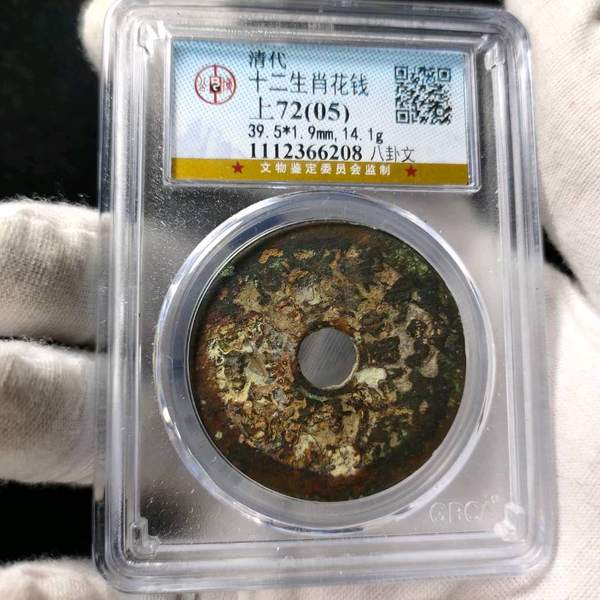 清代
十二生肖花钱
上72(05)
39.5*1.9mm,14.1g
1112366208 八卦文
★ 文物鉴定委员会监制 ★